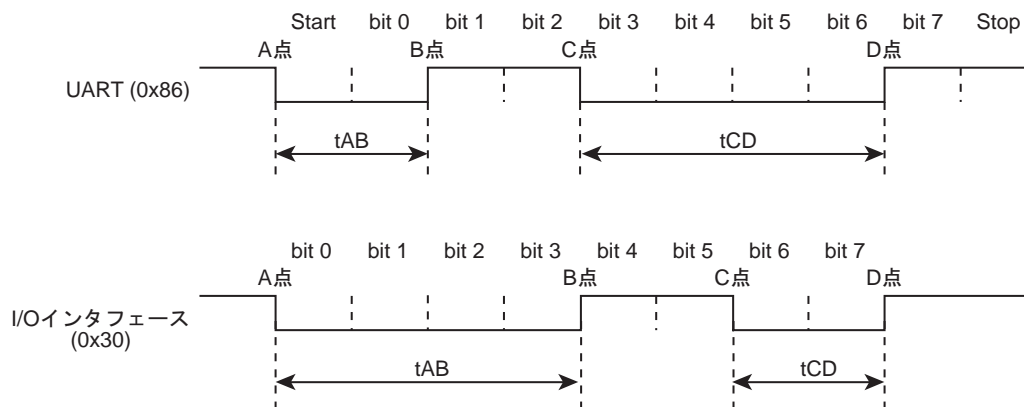 Start bit 0 bit 1 bit 2 bit 3 bit 4 bit 5 bit 6 bit 7 Stop
A点 B点 C点 D点
UART (0x86)
tAB tCD
bit 0 bit 1 bit 2 bit 3 bit 4 bit 5 bit 6 bit 7
A点 B点 C点 D点
I/Oインタフェース
(0x30)
tAB tCD